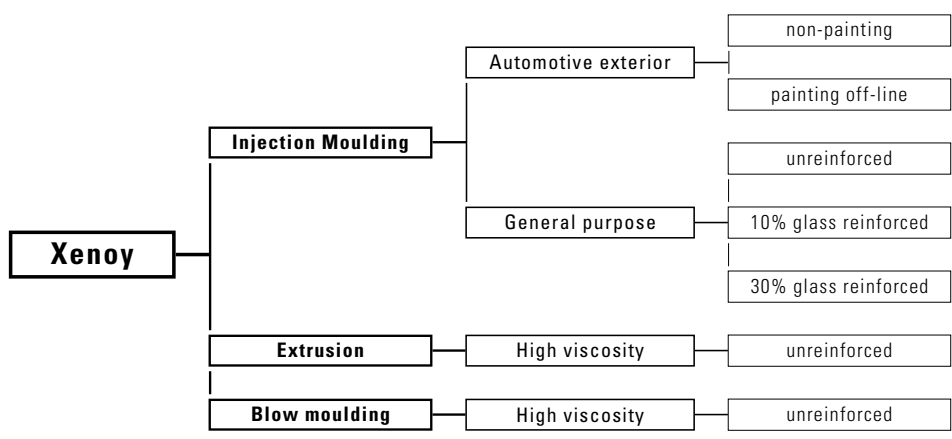 non-painting
Automotive exterior
painting off-line
Injection Moulding
unreinforced
General purpose
10% glass reinforced
Xenoy
30% glass reinforced
Extrusion
High viscosity
unreinforced
Blow moulding
High viscosity
unreinforced